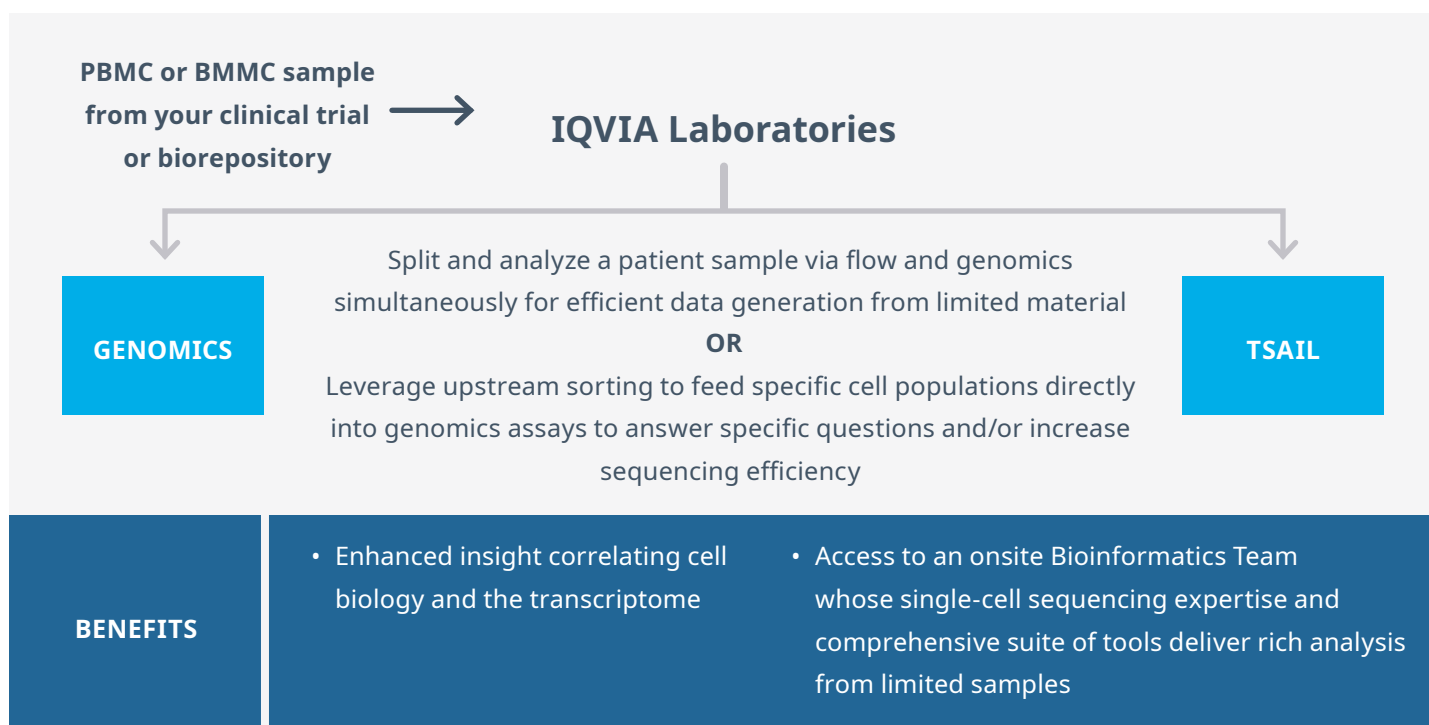 PBMC or BMMC sample
from your clinical trial
or biorepository
IQVIA Laboratories
Split and analyze a patient sample via flow and genomics
simultaneously for efficient data generation from limited material
OR
Leverage upstream sorting to feed specific cell populations directly
into genomics assays to answer specific questions and/or increase
sequencing efficiency
GENOMICS
TSAIL
BENEFITS
• Enhanced insight correlating cell
biology and the transcriptome
• Access to an onsite Bioinformatics Team
whose single-cell sequencing expertise and
comprehensive suite of tools deliver rich analysis
from limited samples